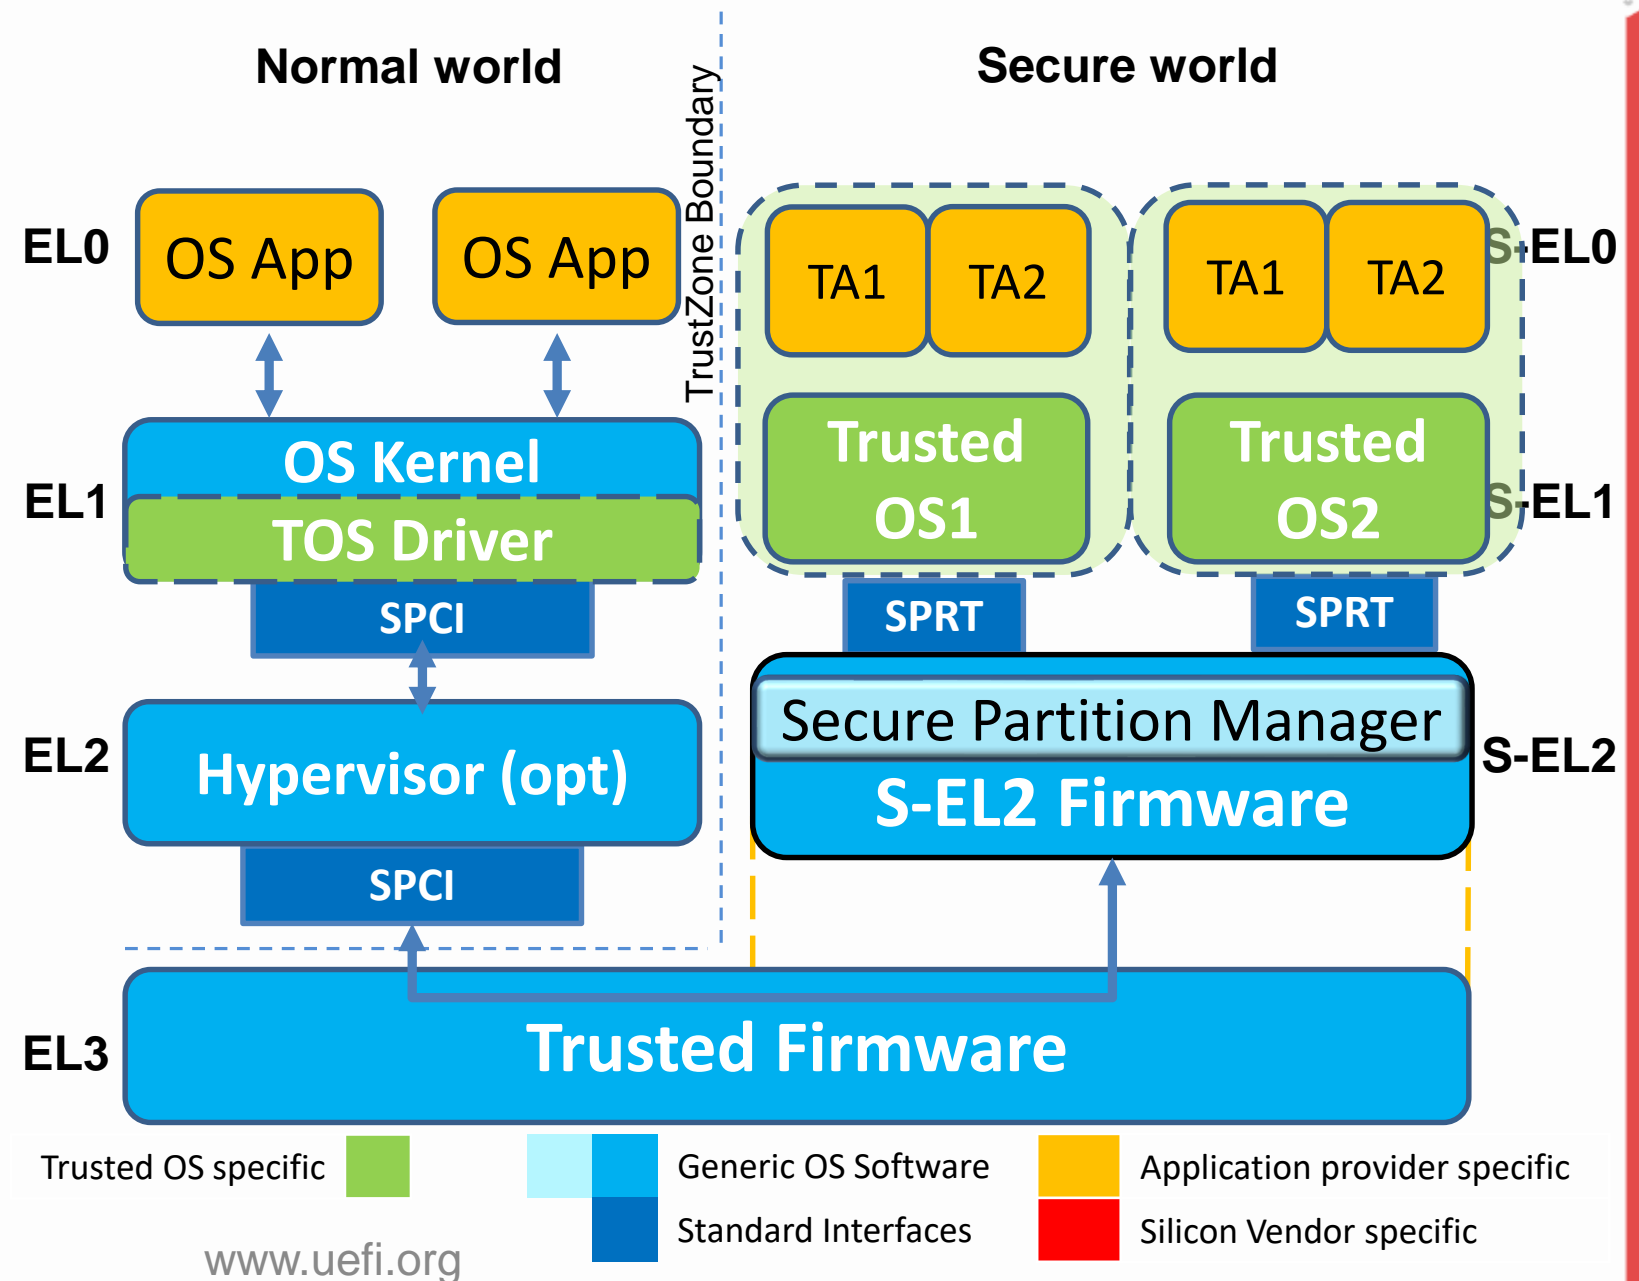 Normal world
Secure world
TrustZone Boundary
EL0
OS App
OS App
TA1
TA2
TA1
TA2
S-EL0
EL1
OS Kernel
TOS Driver
SPCI
Trusted
OS1
Trusted
OS2
S-EL1
SPRT
SPRT
EL2
Hypervisor (opt)
SPCI
Secure Partition Manager
S-EL2 Firmware
S-EL2
EL3
Trusted Firmware
Trusted OS specific
Generic OS Software
Application provider specific
Standard Interfaces
Silicon Vendor specific
www.uefi.org